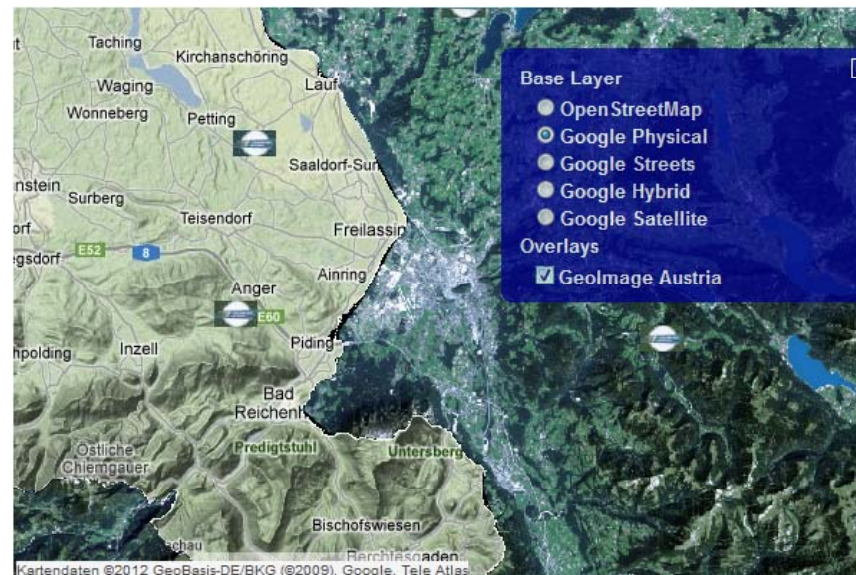 Taching
Kirchanschöring
Waging
Lauf
Wonneberg
Petting
Saaldorf-Sur
nstein
Surberg
Teisendorf
Freilassin
orf
egsdorf
E52
8
Ainring
Anger
E60
hpolding
Inzell
Piding
Bad
Reichenh
Östliche
Chiemgauer
Predigtstuhl
Untersberg
Bischofswiesen
schau
Berchtesgaden
Kartendaten ©2012 GeoBasis-DE/BKG (©2009), Google, Tele Atlas
Base Layer
OpenStreetMap
Google Physical
Google Streets
Google Hybrid
Google Satellite
Overlays
GeoImage Austria